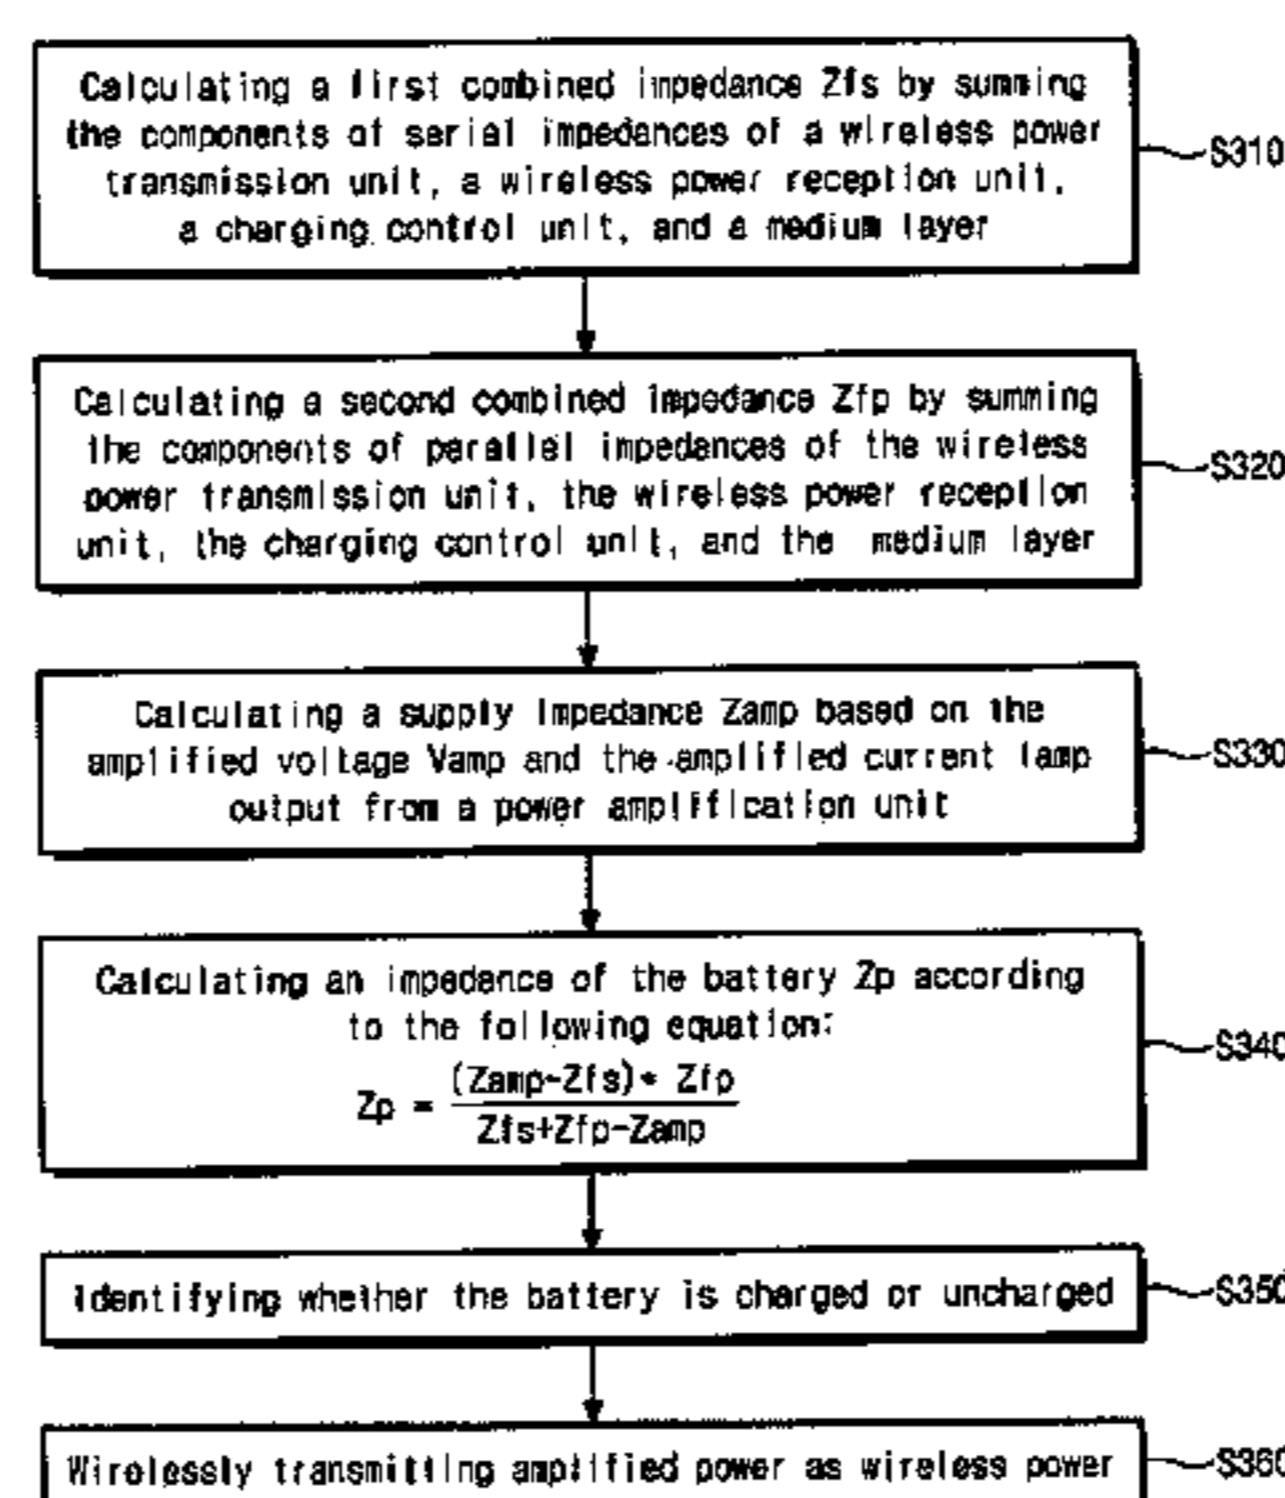 Calculating a first combined impedance Zfs by summing
the components of serial impedances of a wireless power
transmission unit, a wireless power reception unit,
a charging control unit, and a medium layer
S310
Calculating a second combined impedance Zfp by summing
the components of parallel impedances of the wireless
power transmission unit, the wireless power reception
unit, the charging control unit, and the medium layer
S320
Calculating a supply impedance Zamp based on the
amplified voltage Vamp and the amplified current Iamp
output from a power amplification unit
S330
Calculating an impedance of the battery Zp according
to the following equation:
Zp = (Zamp-Zfs)* Zfp
Zfs+Zfp-Zamp
S340
Identifying whether the battery is charged or uncharged
S350
Wirelessly transmitting amplified power as wireless power
S360